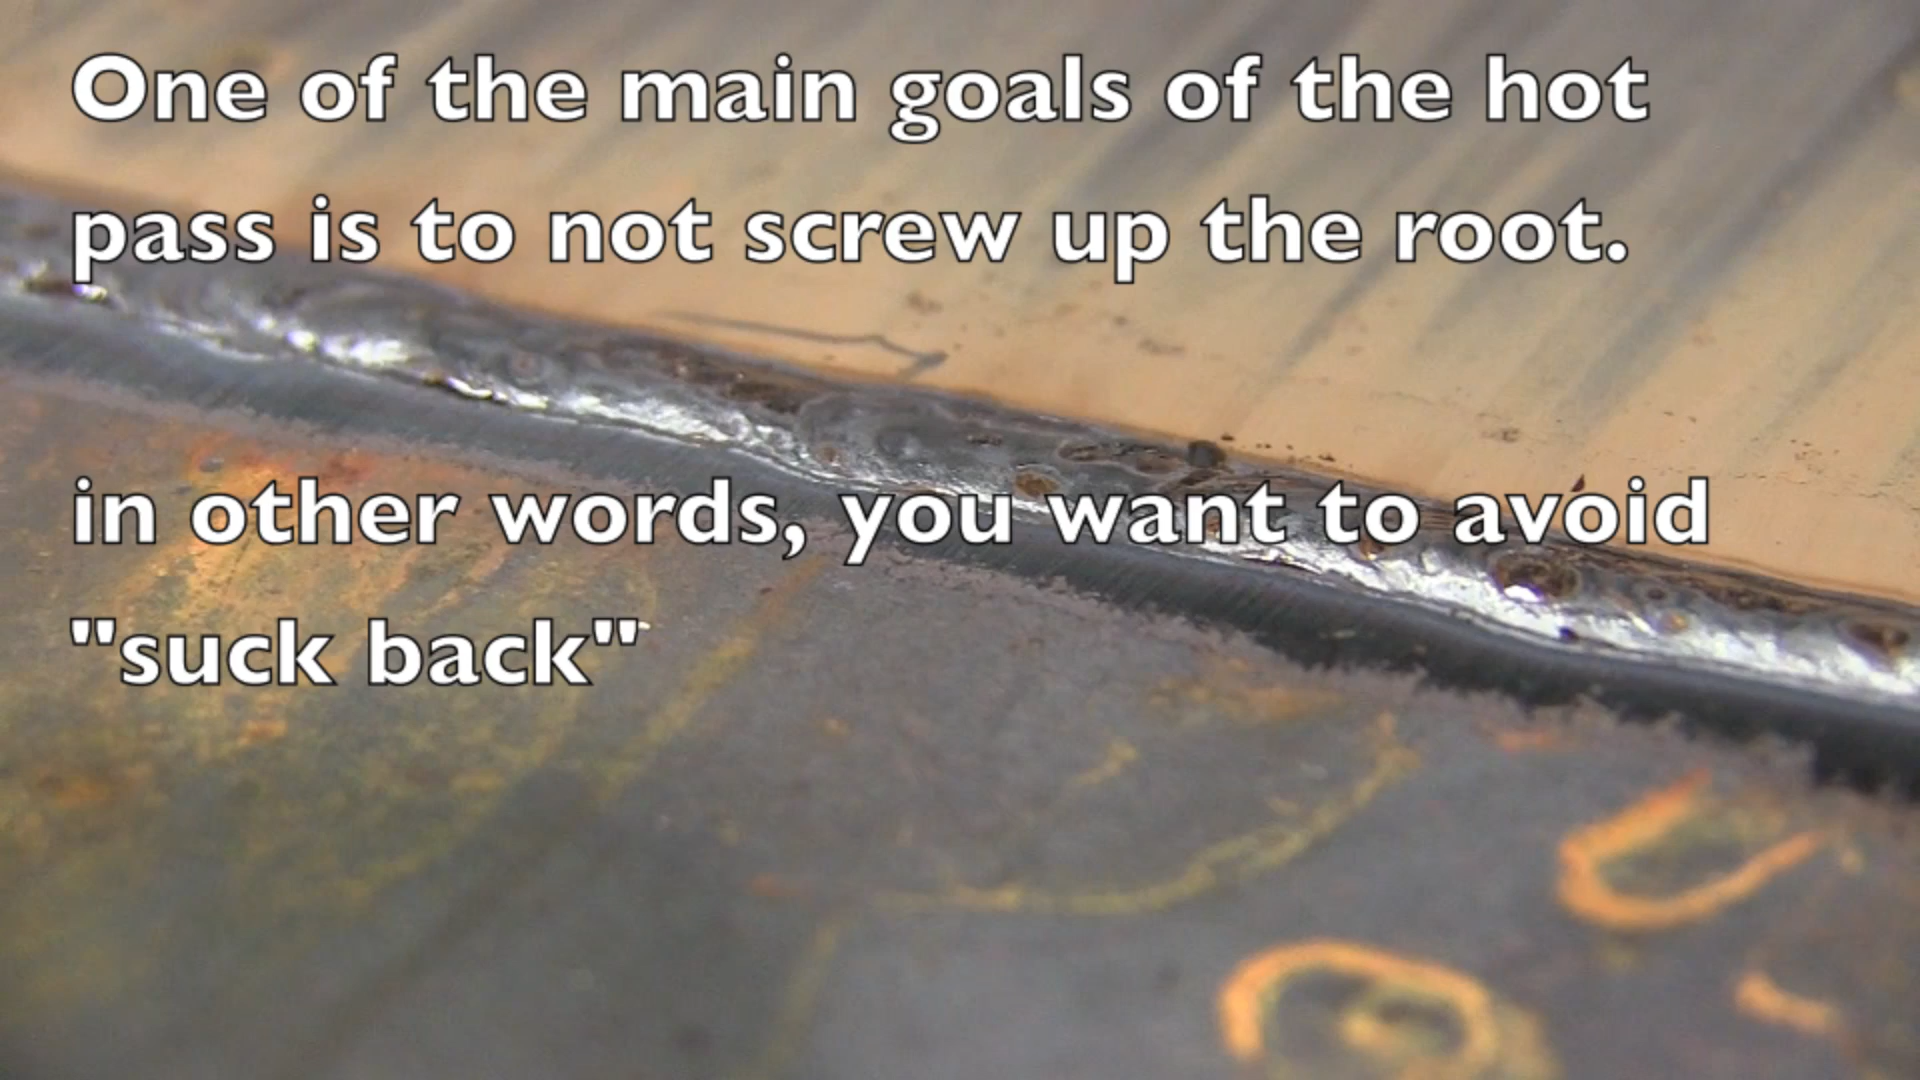 One of the main goals of the hot
pass is to not screw up the root.
in other words, you want to avoid
"suck back"